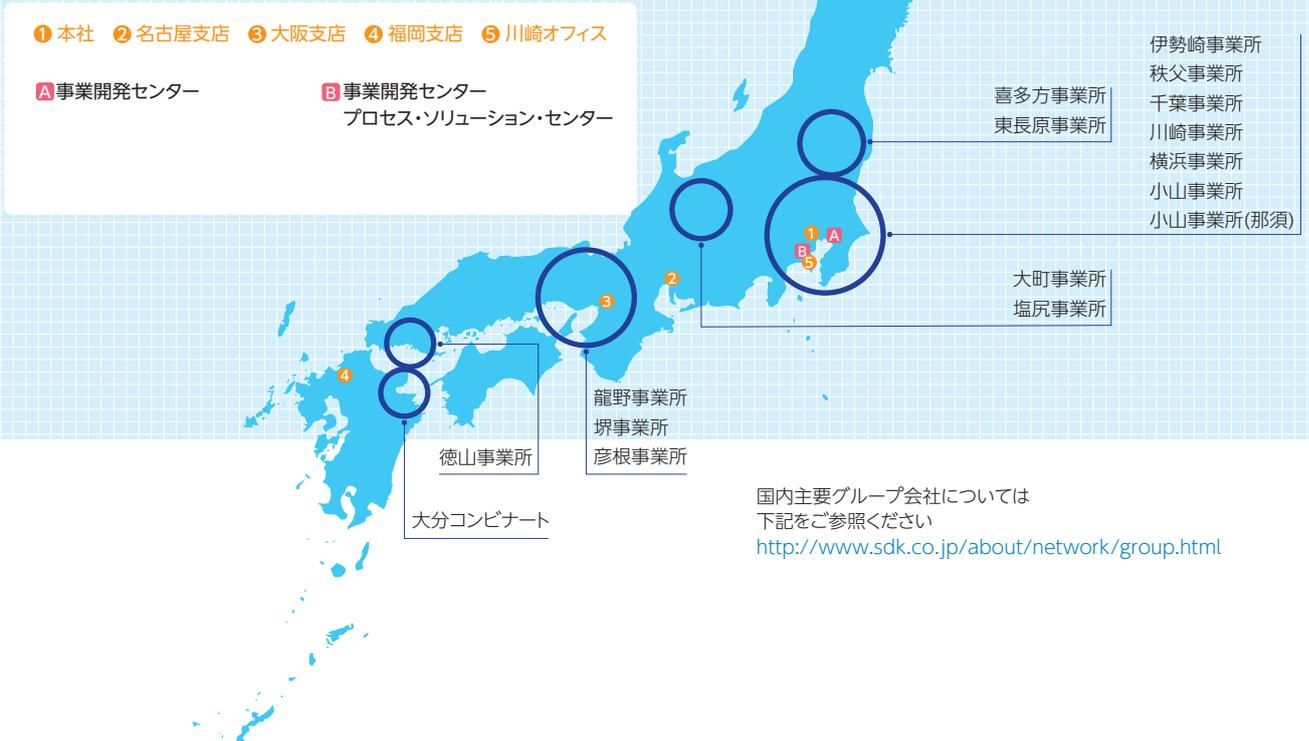 ❶ 本社 ❷ 名古屋支店 ❸ 大阪支店 ❹ 福岡支店 ❺ 川崎オフィス
A 事業開発センター
B 事業開発センター
プロセス・ソリューション・センター
伊勢崎事業所
秩父事業所
千葉事業所
川崎事業所
横浜事業所
小山事業所
小山事業所(那須)
喜多方事業所
東長原事業所
1
A
B
5
2
3
4
大町事業所
塩尻事業所
龍野事業所
堺事業所
彦根事業所
徳山事業所
大分コンビナート
国内主要グループ会社については
下記をご参照ください
http://www.sdk.co.jp/about/network/group.html